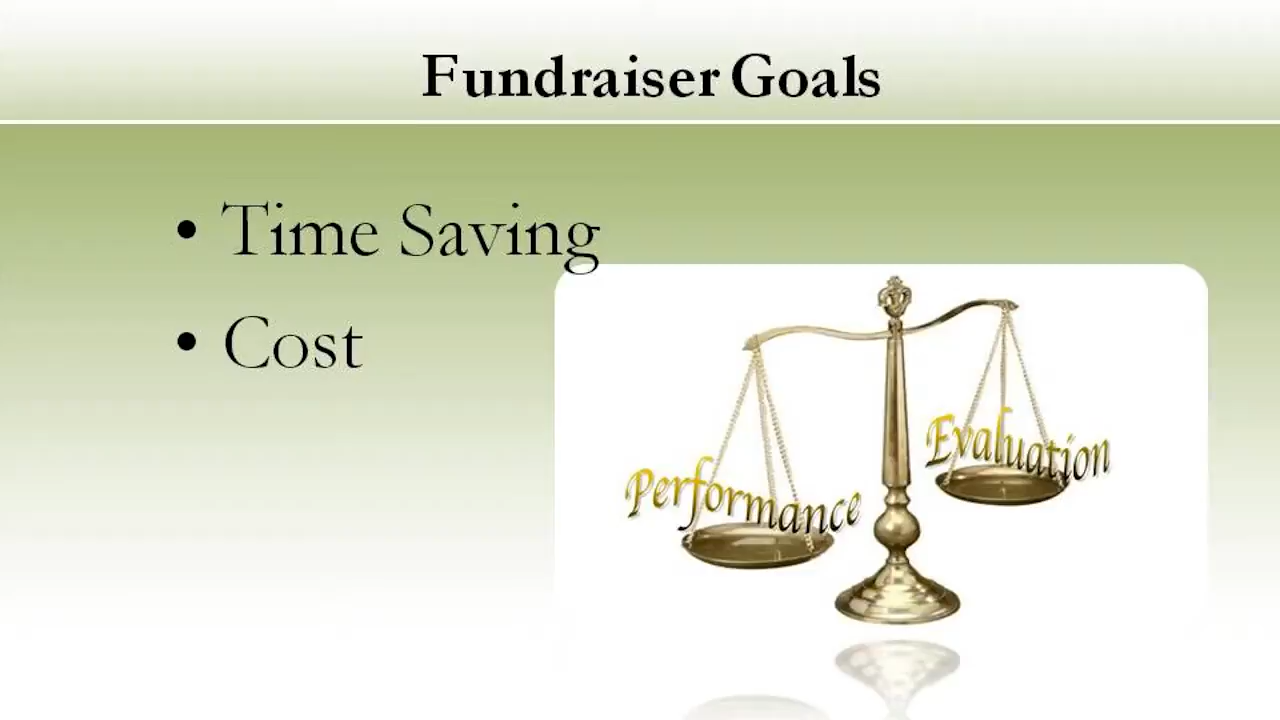 Fundraiser Goals
• Time Saving
• Cost
Performance
Evaluation